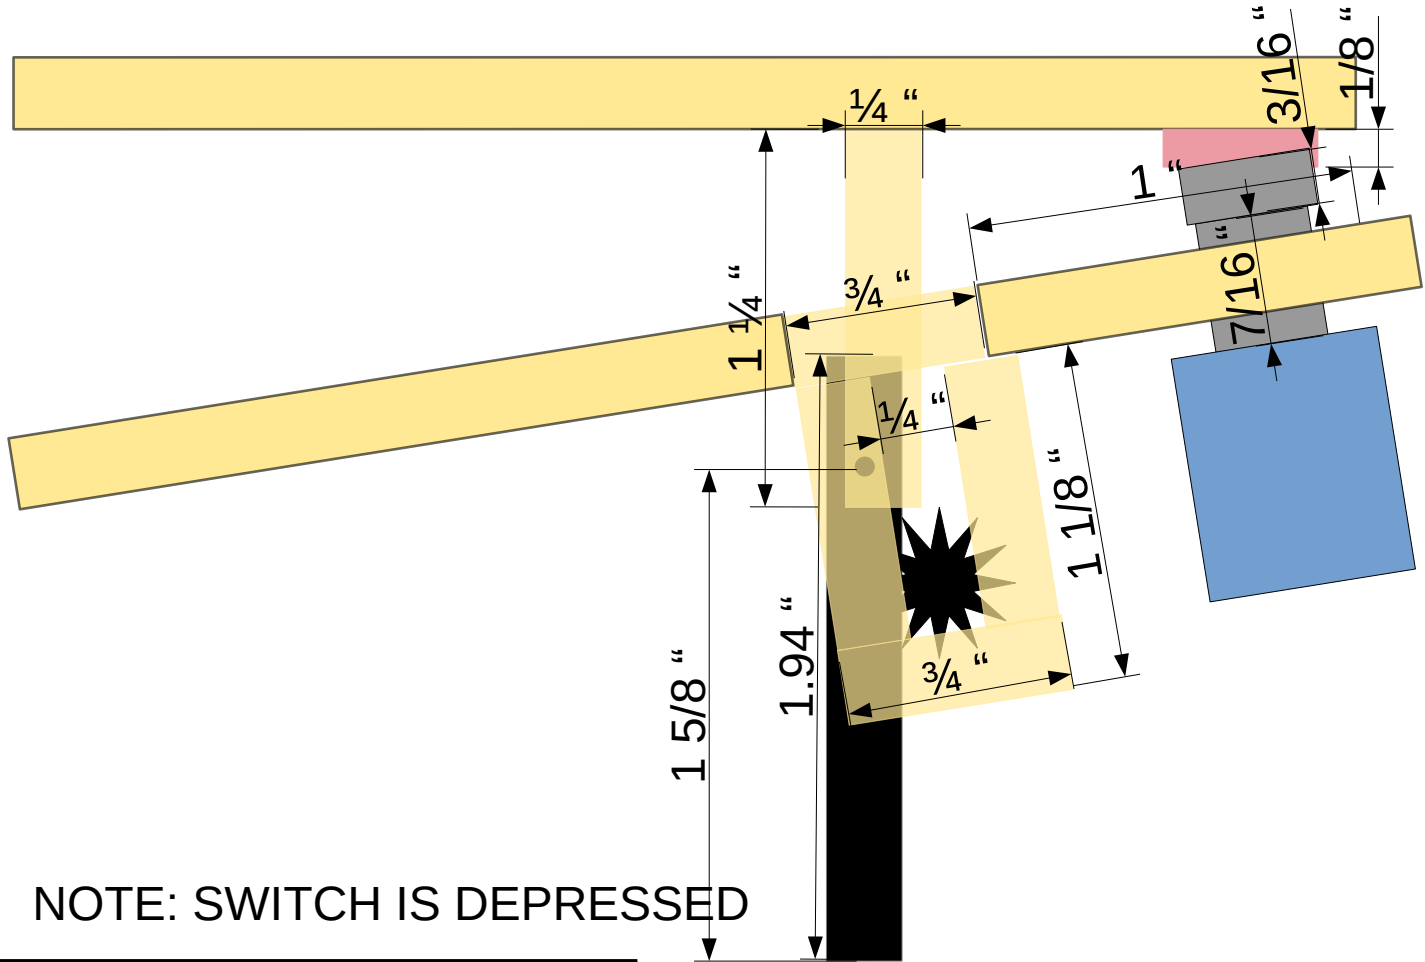 3/16 “
1/8 ”
¼ “
1 “
¾ “
7/16 ”
1 ¼ “
¼ “
1 1/8 ”
1.94 ”
1 5/8 “
¾ “
NOTE: SWITCH IS DEPRESSED